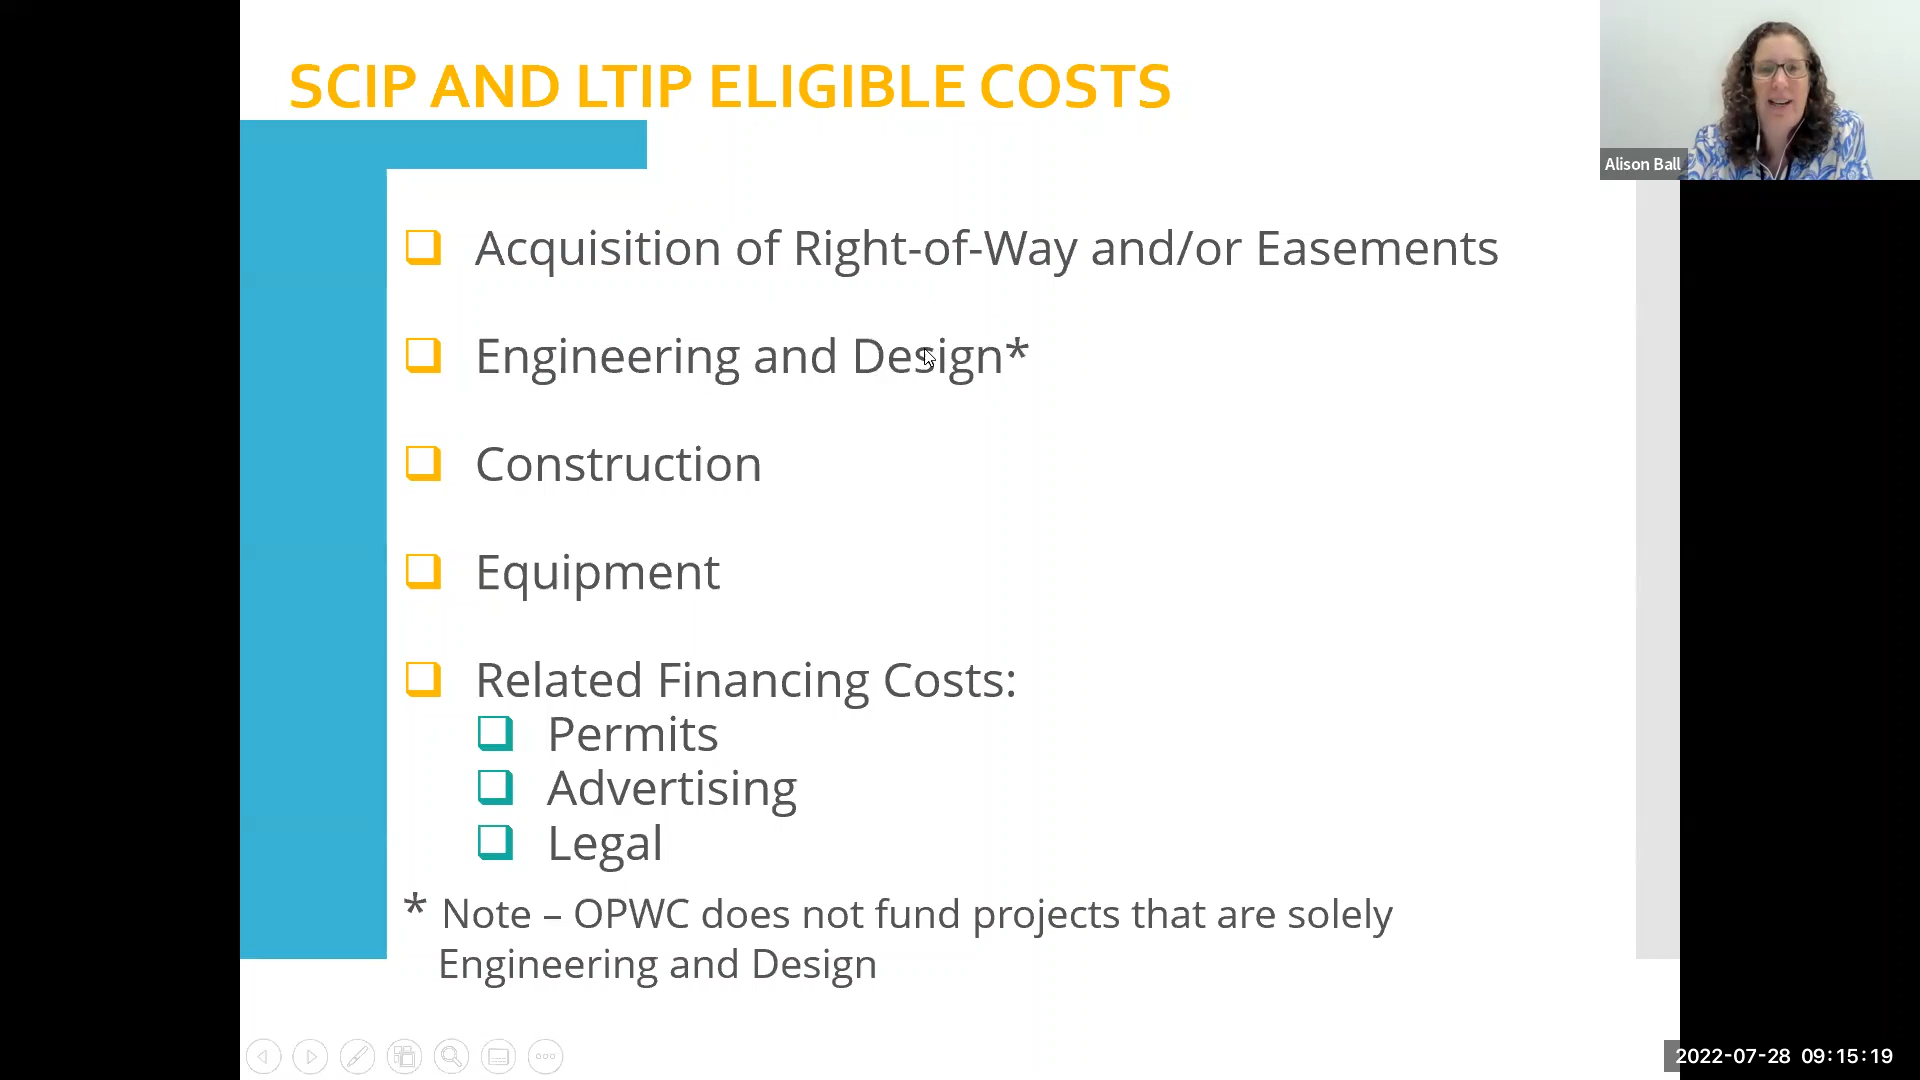 SCIP AND LTIP ELIGIBLE COSTS
Alison Ball
Acquisition of Right-of-Way and/or Easements
Engineering and Design*
Construction
Equipment
Related Financing Costs:
Permits
Advertising
Legal
* Note – OPWC does not fund projects that are solely
Engineering and Design
2022-07-28 09:15:19